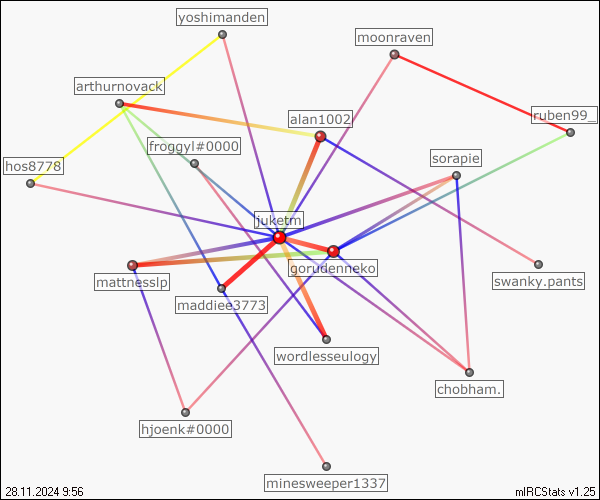 yoshimanden
moonraven
arthurnovack
alan1002
ruben99_
froggyl#0000
sorapie
hos8778
juketm
gorudenneko
mattnesslp
swanky.pants
maddiee3773
wordlesseulogy
chobham.
hjoenk#0000
minesweeper1337
28.11.2024 9:56
mIRCStats v1.25